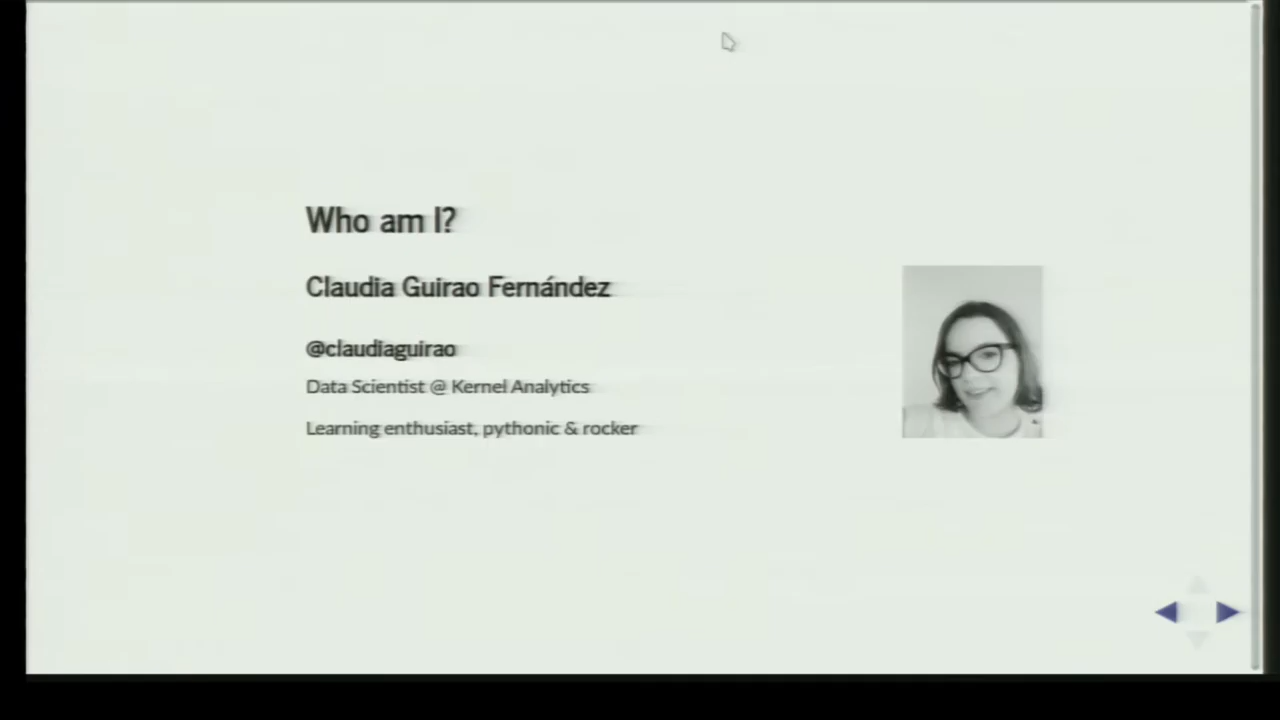 Who am I?
Claudia Guirao Fernández
@claudiaguirao
Data Scientist @ Kernel Analytics
Learning enthusiast, pythonic & rocker